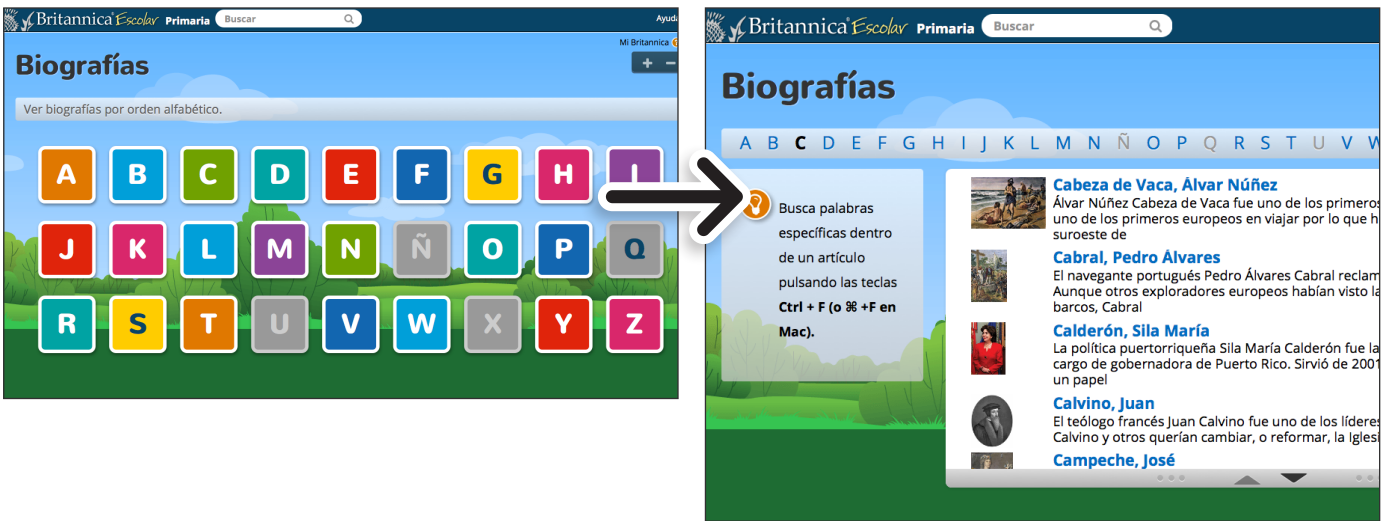 Britannica Escolar Primaria Buscar
Mi Britannica
Biografías
+ −
Ver biografías por orden alfabético.
A B C D E F G H I
J K L M N Ñ O P Q
R S T U V W X Y Z
Britannica Escolar Primaria Buscar
Biografías
A B C D E F G H I J K L M N Ñ O P Q R S T U V W
Busca palabras
específicas dentro
de un artículo
pulsando las teclas
Ctrl + F (o ⌘ +F en
Mac).
Cabeza de Vaca, Álvar Núñez
Álvar Núñez Cabeza de Vaca fue uno de los primeros
uno de los primeros europeos en viajar por lo que h
suroeste de
Cabral, Pedro Álvares
El navegante portugués Pedro Álvares Cabral reclam
Aunque otros exploradores europeos habían visto la
barcos, Cabral
Calderón, Sila María
La política puertorriqueña Sila María Calderón fue la
cargo de gobernadora de Puerto Rico. Sirvió de 2001
un papel
Calvino, Juan
El teólogo francés Juan Calvino fue uno de los líderes
Calvino y otros querían cambiar, o reformar, la Iglesi
Campeche, José